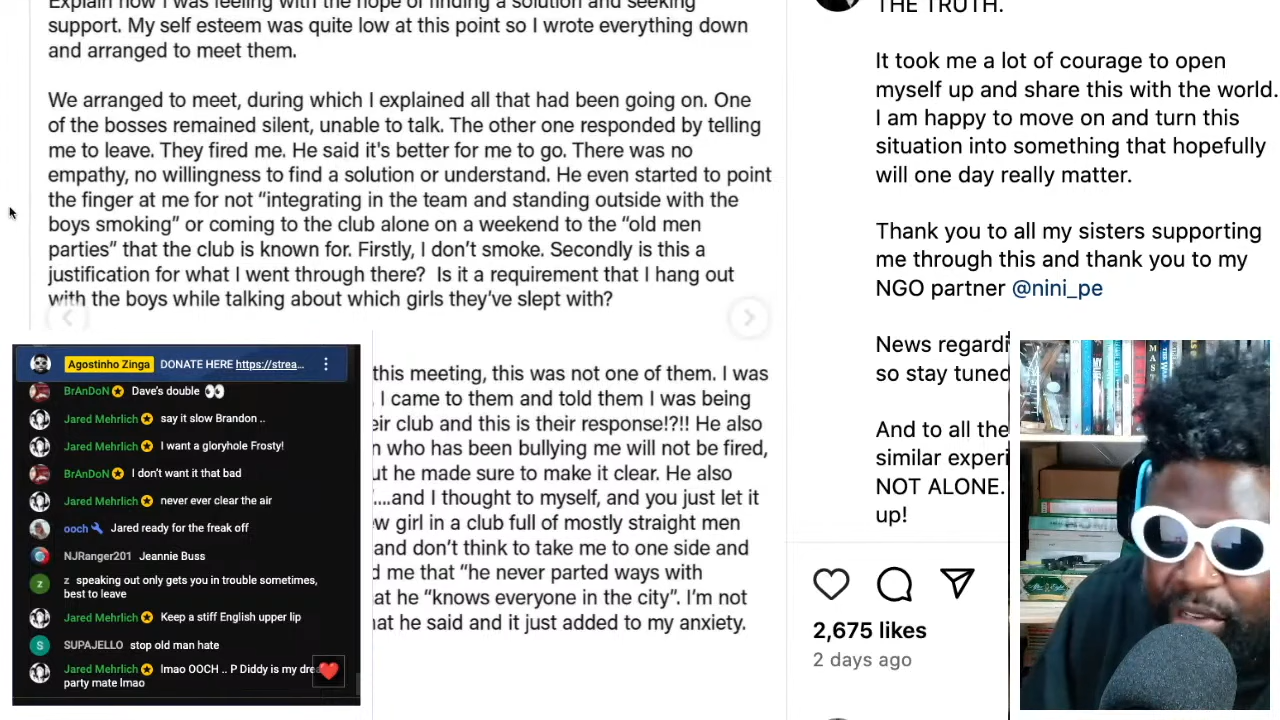 Explain how I was feeling with the hope of finding a solution and seeking
support. My self esteem was quite low at this point so I wrote everything down
and arranged to meet them.
We arranged to meet, during which I explained all that had been going on. One
of the bosses remained silent, unable to talk. The other one responded by telling
me to leave. They fired me. He said it's better for me to go. There was no
empathy, no willingness to find a solution or understand. He even started to point
the finger at me for not “integrating in the team and standing outside with the
boys smoking” or coming to the club alone on a weekend to the “old men
parties” that the club is known for. Firstly, I don’t smoke. Secondly is this a
justification for what I went through there?  Is it a requirement that I hang out
with the boys while talking about which girls they’ve slept with?
this meeting, this was not one of them. I was
. I came to them and told them I was being
eir club and this is their response!?!! He also
n who has been bullying me will not be fired,
ut he made sure to make it clear. He also
....and I thought to myself, and you just let it
w girl in a club full of mostly straight men
and don’t think to take me to one side and
d me that “he never parted ways with
at he “knows everyone in the city”. I’m not
hat he said and it just added to my anxiety.
Agostinho Zinga DONATE HERE https://strea...
BrAnDoN Dave's double 👀
Jared Mehrlich say it slow Brandon ..
Jared Mehrlich I want a gloryhole Frosty!
BrAnDoN I don't want it that bad
Jared Mehrlich never ever clear the air
ooch Jared ready for the freak off
NJRanger201 Jeannie Buss
z speaking out only gets you in trouble sometimes,
best to leave
Jared Mehrlich Keep a stiff English upper lip
SUPAJELLO stop old man hate
Jared Mehrlich lmao OOCH .. P Diddy is my dre
party mate lmao
THE TRUTH.
It took me a lot of courage to open
myself up and share this with the world.
I am happy to move on and turn this
situation into something that hopefully
will one day really matter.
Thank you to all my sisters supporting
me through this and thank you to my
NGO partner @nini_pe
News regardi
so stay tuned
And to all the
similar experi
NOT ALONE.
up!
2,675 likes
2 days ago